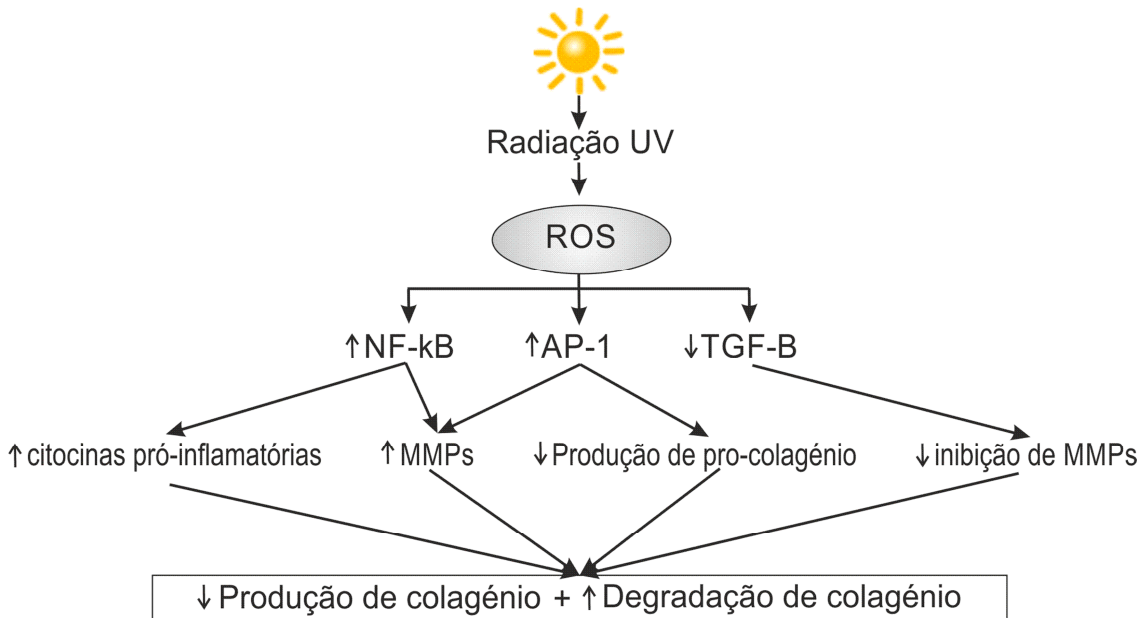 Radiação UV
ROS
↑NF-kB ↑AP-1 ↓TGF-B
↑citocinas pró-inflamatórias ↑MMPs ↓Produção de pro-colagénio ↓inibição de MMPs
↓Produção de colagénio + ↑Degradação de colagénio